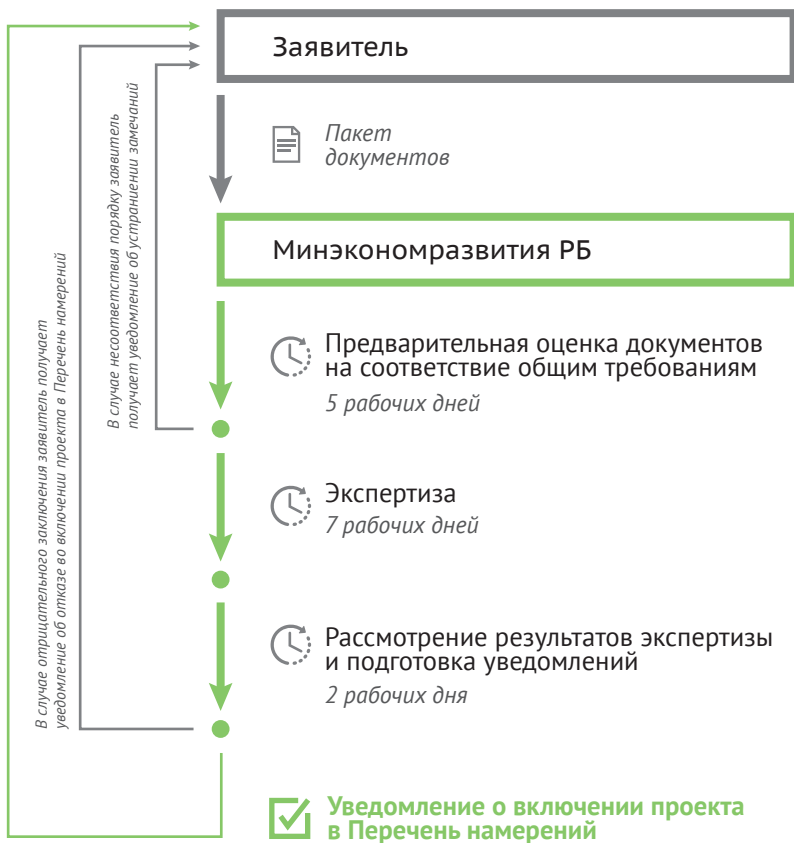 Заявитель
Пакет
документов
Минэкономразвития РБ
Предварительная оценка документов
на соответствие общим требованиям
5 рабочих дней
Экспертиза
7 рабочих дней
Рассмотрение результатов экспертизы
и подготовка уведомлений
2 рабочих дня
Уведомление о включении проекта
в Перечень намерений
В случае несоответствия порядку заявитель
получает уведомление об устраниении замечаний
В случае отрицательного заключения заявитель получает
уведомление об отказе во включении проекта в Перечень намерений